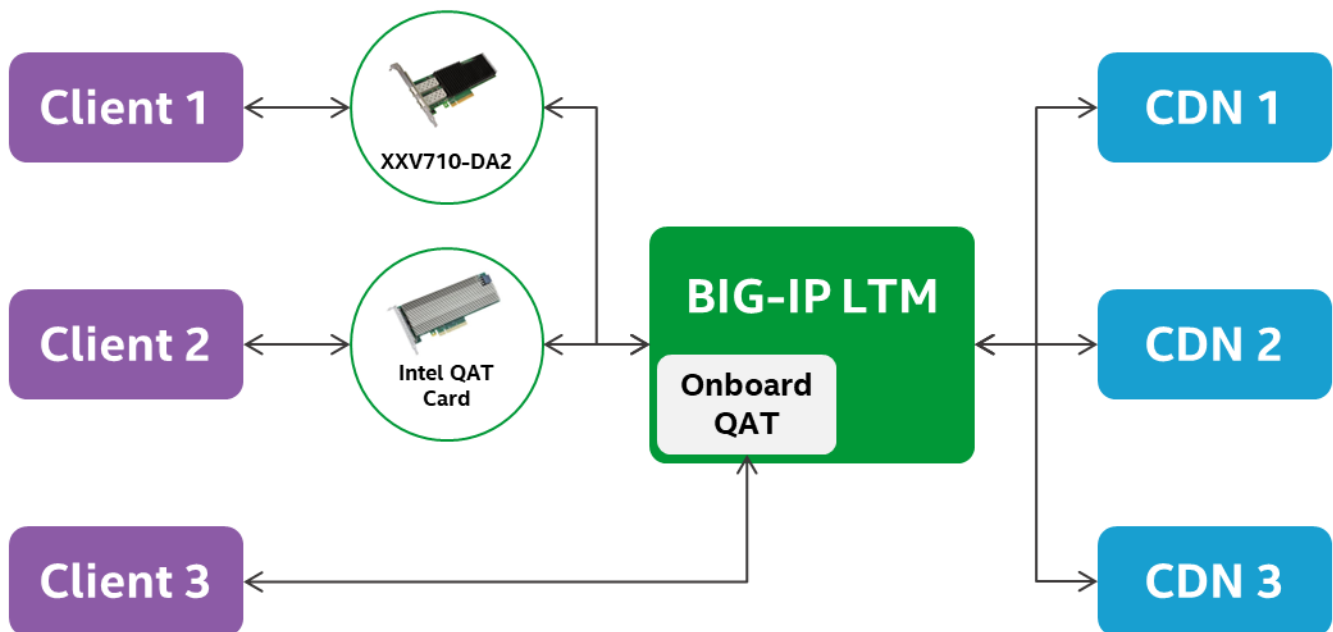 Client 1
XXV710-DA2
CDN 1
Client 2
Intel QAT
Card
BIG-IP LTM
Onboard
QAT
CDN 2
Client 3
CDN 3